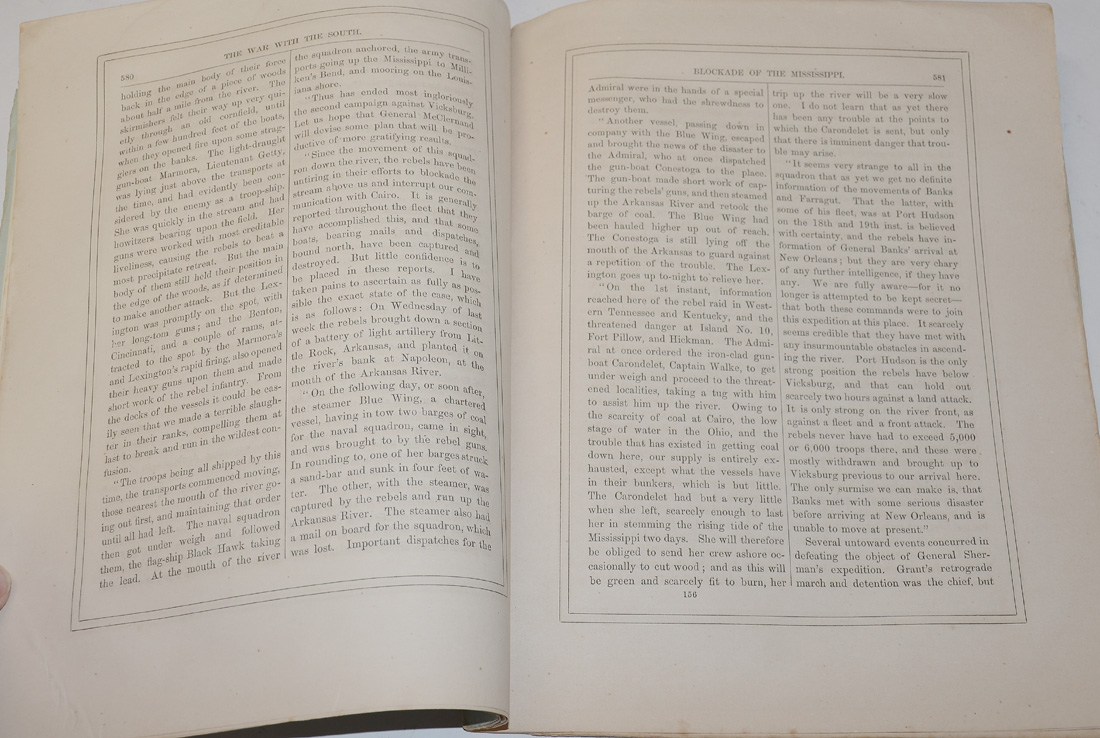 580
THE WAR WITH THE SOUTH.
holding the main body of their force
back in the edge of a piece of woods
about half a mile from the river. The
skirmishers felt their way up very qui-
etly through an old cornfield, until
within a few hundred feet of the boats,
when they opened fire upon some strag-
glers on the banks. The light-draught
gun-boat Marmora, Lieutenant Getty,
was lying just above the transports at
the time, and had evidently been con-
sidered by the enemy as a troop-ship.
She was quickly in the stream and had
howitzers bearing upon the field. Her
guns were worked with most creditable
liveliness, causing the rebels to beat a
most precipitate retreat. But the main
body of them still held their position in
the edge of the woods, as if determined
to make another attack. But the Lex-
ington was promptly on the spot, with
her long-tom guns; and the Benton,
Cincinnati, and a couple of rams, at-
tracted to the spot by the Marmora's
and Lexington's rapid firing, also opened
their heavy guns upon them and made
short work of the rebel infantry. From
the decks of the vessels it could be eas-
ily seen that we made a terrible slaugh-
ter in their ranks, compelling them at
last to break and run in the wildest con-
fusion.
"The troops being all shipped by this
time, the transports commenced moving,
those nearest the mouth of the river go-
ing out first, and maintaining that order
until all had left. The naval squadron
then got under weigh and followed
them, the flag-ship Black Hawk taking
the lead. At the mouth of the river
the squadron anchored, the army trans-
ports going up the Mississippi to Milli-
ken's Bend, and mooring on the Louis-
iana shore.
"Thus has ended most ingloriously
the second campaign against Vicksburg.
Let us hope that General McClernand
will devise some plan that will be pro-
ductive of more gratifying results.
"Since the movement of this squad-
ron down the river, the rebels have been
untiring in their efforts to blockade the
stream above us and interrupt our com-
munication with Cairo. It is generally
reported throughout the fleet that they
have accomplished this, and that some
boats, bearing mails and dispatches,
bound north, have been captured and
destroyed. But little confidence is to
be placed in these reports. I have
taken pains to ascertain as fully as pos-
sible the exact state of the case, which
is as follows: On Wednesday of last
week the rebels brought down a section
of a battery of light artillery from Lit-
tle Rock, Arkansas, and planted it on
the river's bank at Napoleon, at the
mouth of the Arkansas River.
"On the following day, or soon after,
the steamer Blue Wing, a chartered
vessel, having in tow two barges of coal
for the naval squadron, came in sight,
and was brought to by the rebel guns.
In rounding to, one of her barges struck
a sand-bar and sunk in four feet of wa-
ter. The other, with the steamer, was
captured by the rebels and run up the
Arkansas River. The steamer also had
a mail on board for the squadron, which
was lost. Important dispatches for the
BLOCKADE OF THE MISSISSIPPI.
581
Admiral were in the hands of a special
messenger, who had the shrewdness to
destroy them.
"Another vessel, passing down in
company with the Blue Wing, escaped
and brought the news of the disaster to
the Admiral, who at once dispatched
the gun-boat Conestoga to the place.
The gun-boat made short work of cap-
turing the rebels' guns, and then steamed
up the Arkansas River and retook the
barge of coal. The Blue Wing had
been hauled higher up out of reach.
The Conestoga is still lying off the
mouth of the Arkansas to guard against
a repetition of the trouble. The Lex-
ington goes up to-night to relieve her.
"On the 1st instant, information
reached here of the rebel raid in West-
ern Tennessee and Kentucky, and the
threatened danger at Island No. 10,
Fort Pillow, and Hickman. The Admi-
ral at once ordered the iron-clad gun-
boat Carondelet, Captain Walke, to get
under weigh and proceed to the threat-
ened localities, taking a tug with him
to assist him up the river. Owing to
the scarcity of coal at Cairo, the low
stage of water in the Ohio, and the
trouble that has existed in getting coal
down here, our supply is entirely ex-
hausted, except what the vessels have
in their bunkers, which is but little.
The Carondelet had but a very little
when she left, scarcely enough to last
her in stemming the rising tide of the
Mississippi two days. She will therefore
be obliged to send her crew ashore oc-
casionally to cut wood; and as this will
be green and scarcely fit to burn, her
trip up the river will be a very slow
one. I do not learn that as yet there
has been any trouble at the points to
which the Carondelet is sent, but only
that there is imminent danger that trou-
ble may arise.
"It seems very strange to all in the
squadron that as yet we get no definite
information of the movements of Banks
and Farragut. That the latter, with
some of his fleet, was at Port Hudson
on the 18th and 19th inst. is believed
with certainty, and the rebels have in-
formation of General Banks' arrival at
New Orleans; but they are very chary
of any further intelligence, if they have
any. We are fully aware—for it no
longer is attempted to be kept secret—
that both these commands were to join
this expedition at this place. It scarcely
seems credible that they have met with
any insurmountable obstacles in ascend-
ing the river. Port Hudson is the only
strong position the rebels have below
Vicksburg, and that can hold out
scarcely two hours against a land attack.
It is only strong on the river front, as
against a fleet and a front attack. The
rebels never have had to exceed 5,000
or 6,000 troops there, and these were
mostly withdrawn and brought up to
Vicksburg previous to our arrival here.
The only surmise we can make is, that
Banks met with some serious disaster
before arriving at New Orleans, and is
unable to move at present."
Several untoward events concurred in
defeating the object of General Sher-
man's expedition. Grant's retrograde
march and detention was the chief, but
156